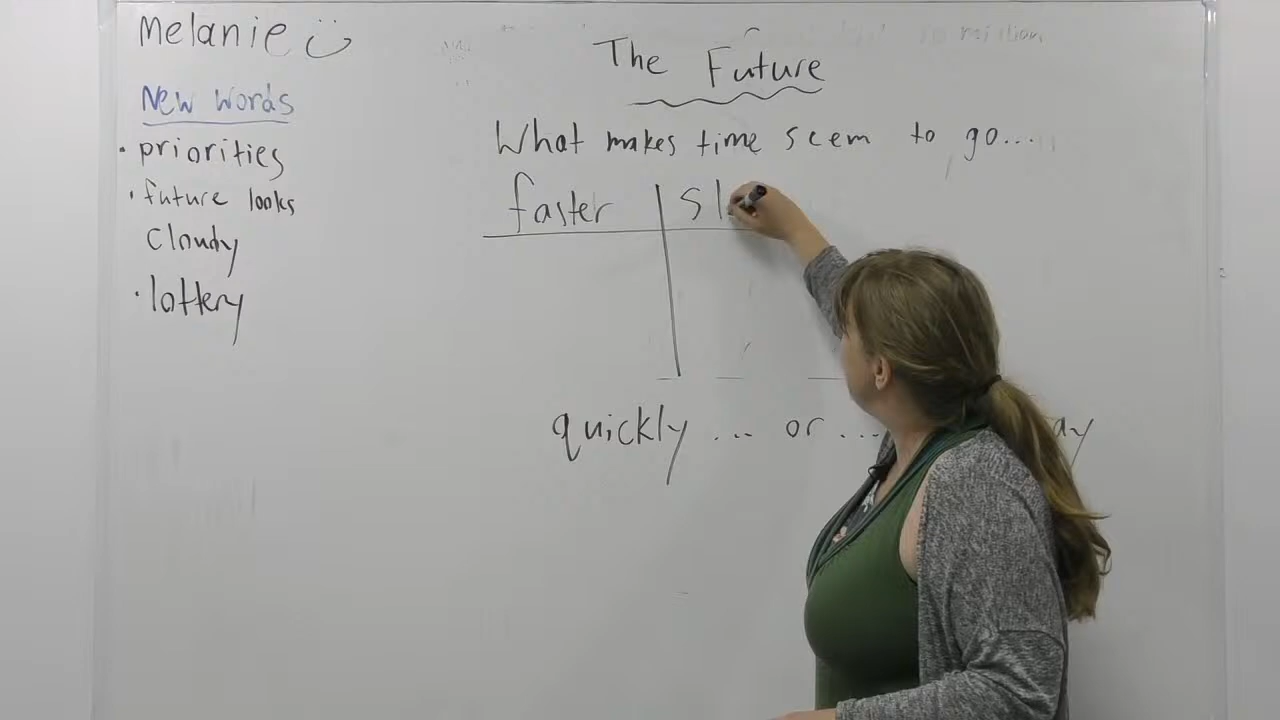 Melanie
New words
• priorities
• future looks
cloudy
• lottery
The Future
What makes time seem to go...
faster | sl
quickly ... or ...